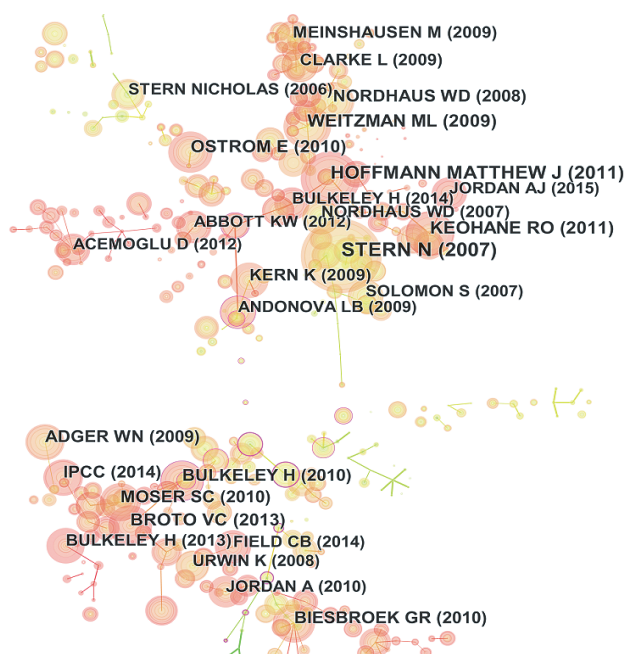 MEINSHAUSEN M (2009)
CLARKE L (2009)
STERN NICHOLAS (2006)
NORDHAUS WD (2008)
WEITZMAN ML (2009)
OSTROM E (2010)
HOFFMANN MATTHEW J (2011)
JORDAN AJ (2015)
BULKELEY H (2014)
NORDHAUS WD (2007)
ABBOTT KW (2012)
KEOHANE RO (2011)
ACEMOGLU D (2012)
STERN N (2007)
KERN K (2009)
SOLOMON S (2007)
ANDONOVA LB (2009)
ADGER WN (2009)
IPCC (2014)
BULKELEY H (2010)
MOSER SC (2010)
BROTO VC (2013)
BULKELEY H (2013)
FIELD CB (2014)
URWIN K (2008)
JORDAN A (2010)
BIESBROEK GR (2010)